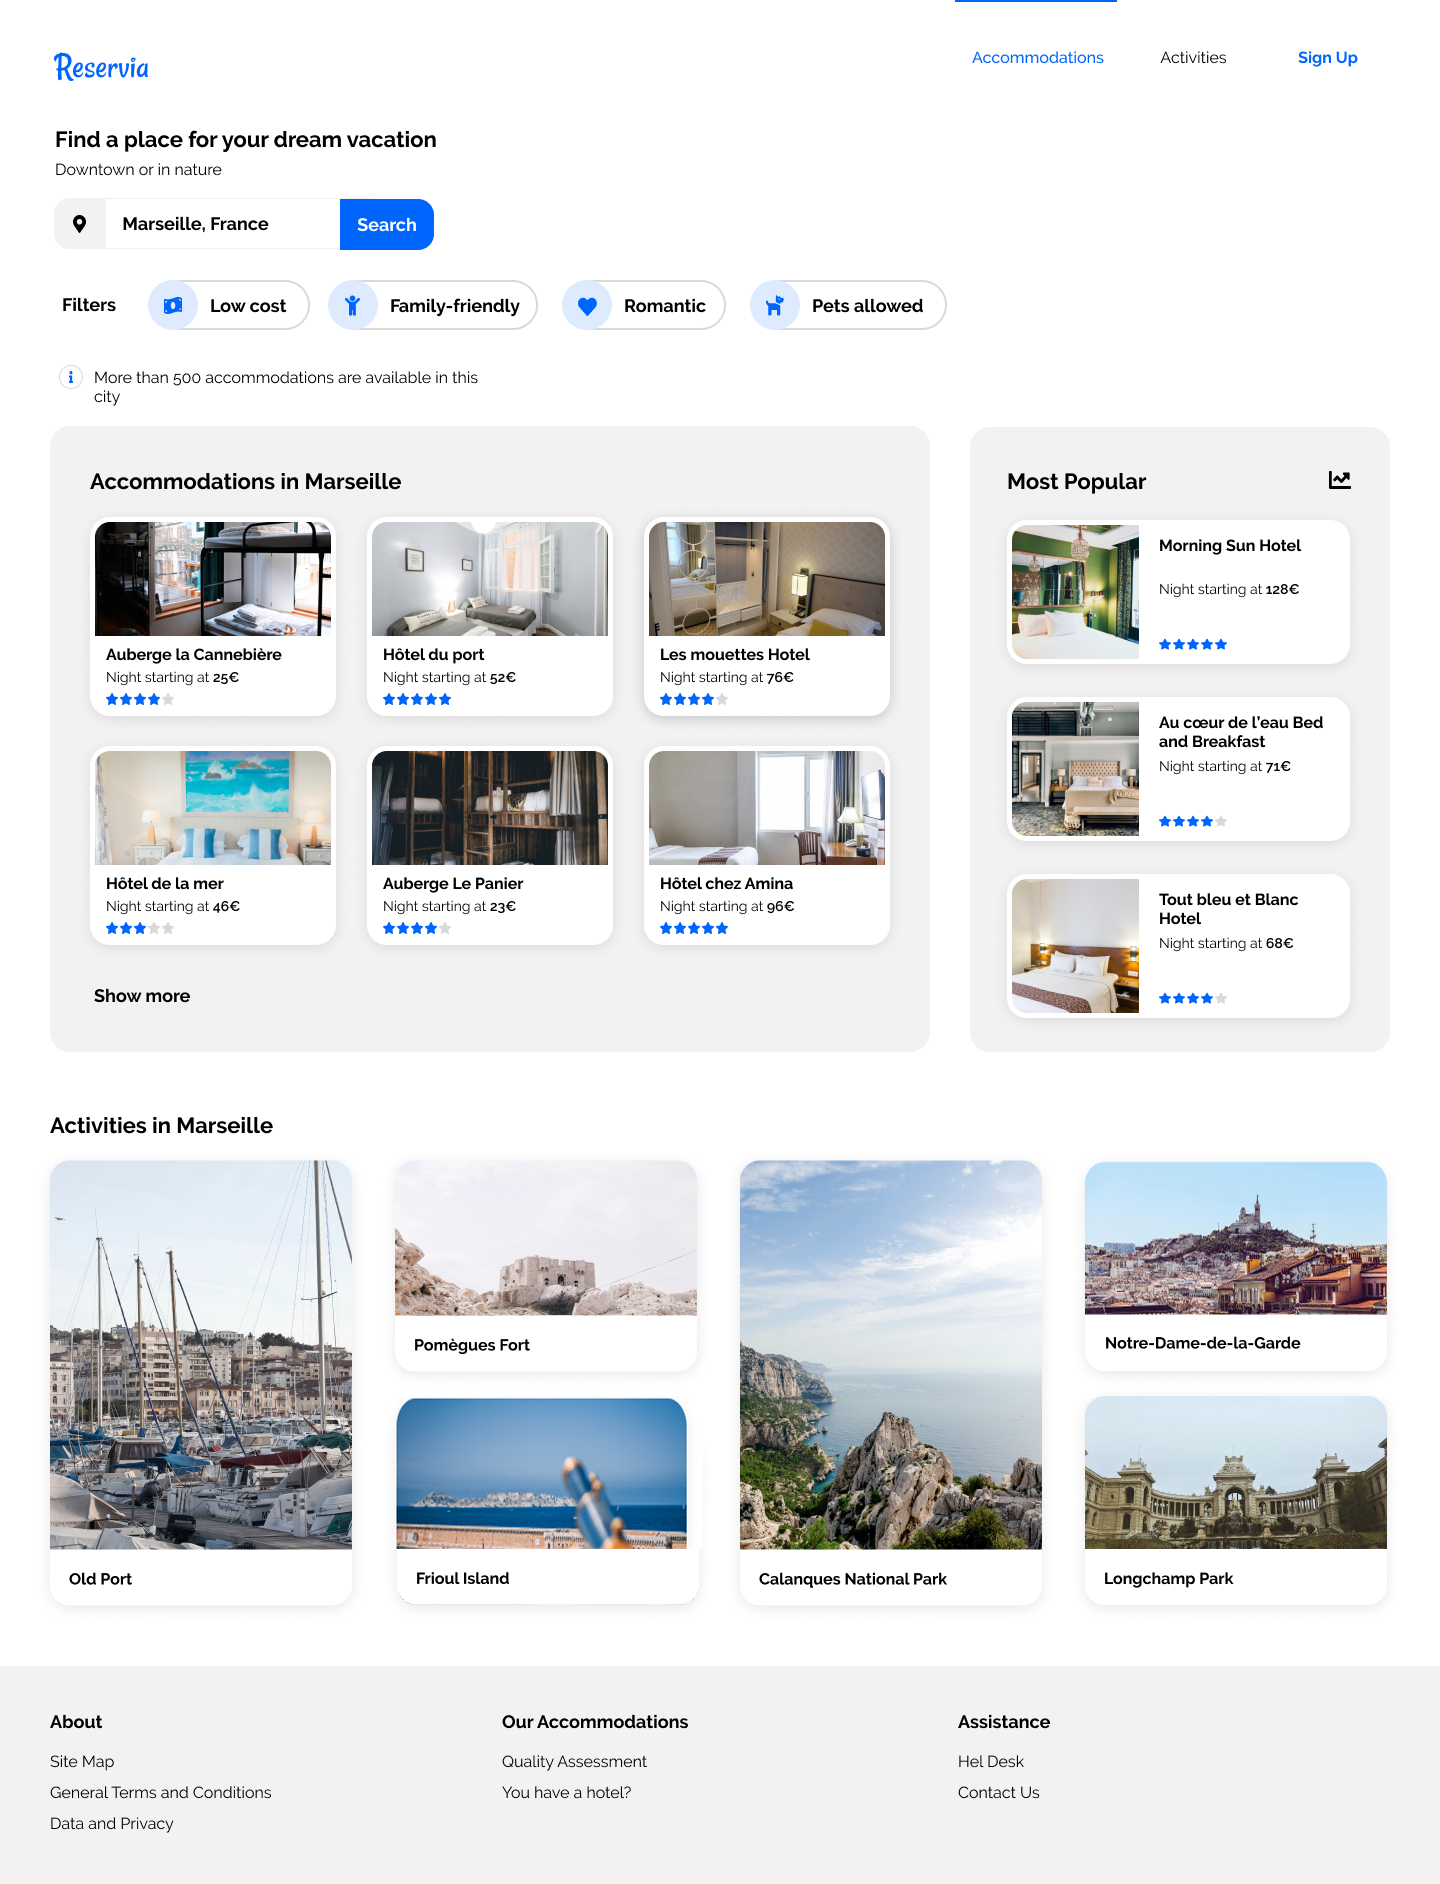 Reservia
Accommodations
Activities
Sign Up
Find a place for your dream vacation
Downtown or in nature
Marseille, France
Search
Filters
Low cost
Family-friendly
Romantic
Pets allowed
More than 500 accommodations are available in this
city
Accommodations in Marseille
Auberge la Cannebière
Night starting at 25€
Hôtel du port
Night starting at 52€
Les mouettes Hotel
Night starting at 76€
Hôtel de la mer
Night starting at 46€
Auberge Le Panier
Night starting at 23€
Hôtel chez Amina
Night starting at 96€
Show more
Most Popular
Morning Sun Hotel
Night starting at 128€
Au cœur de l'eau Bed
and Breakfast
Night starting at 71€
Tout bleu et Blanc
Hotel
Night starting at 68€
Activities in Marseille
Old Port
Pomègues Fort
Frioul Island
Calanques National Park
Notre-Dame-de-la-Garde
Longchamp Park
About
Site Map
General Terms and Conditions
Data and Privacy
Our Accommodations
Quality Assessment
You have a hotel?
Assistance
Hel Desk
Contact Us